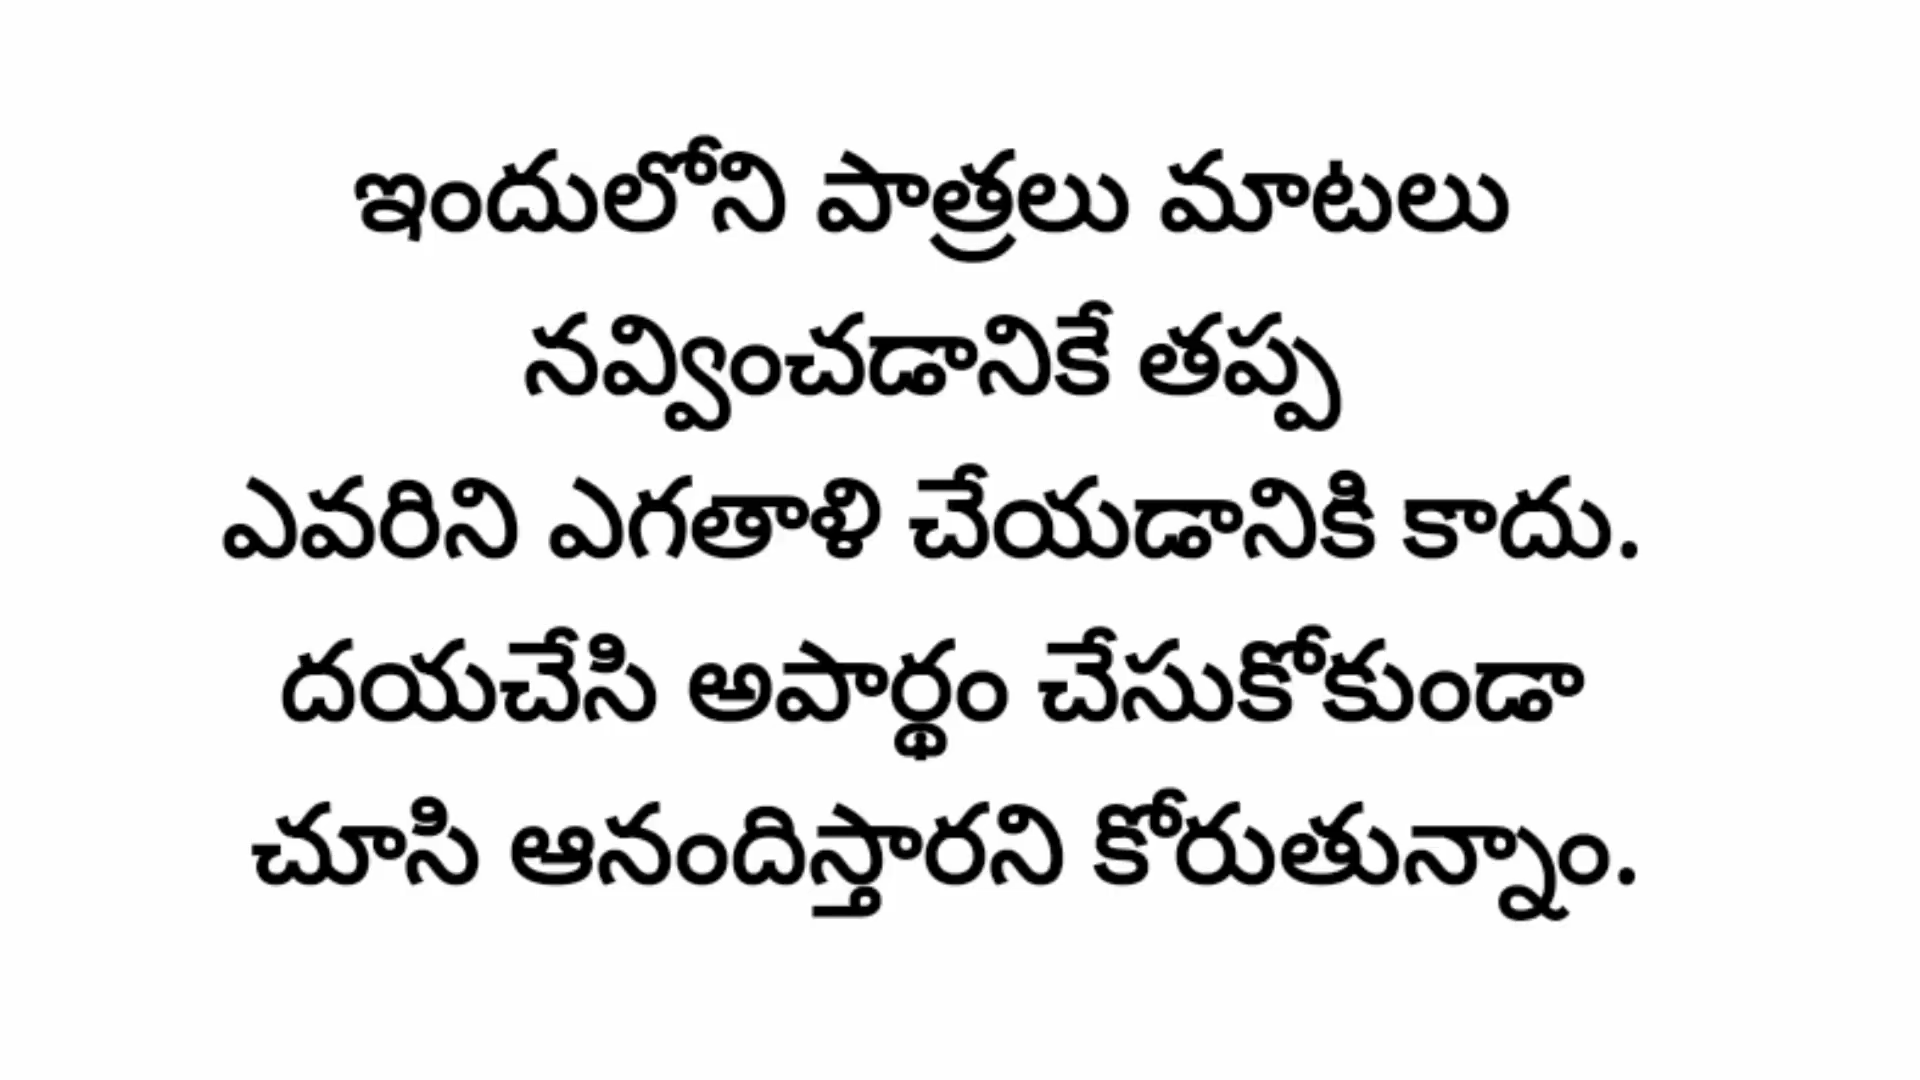 ఇందులోని పాత్రలు మాటలు
నవ్వించడానికే తప్ప
ఎవరిని ఎగతాళి చేయడానికి కాదు.
దయచేసి అపార్థం చేసుకోకుండా
చూసి ఆనందిస్తారని కోరుతున్నాం.